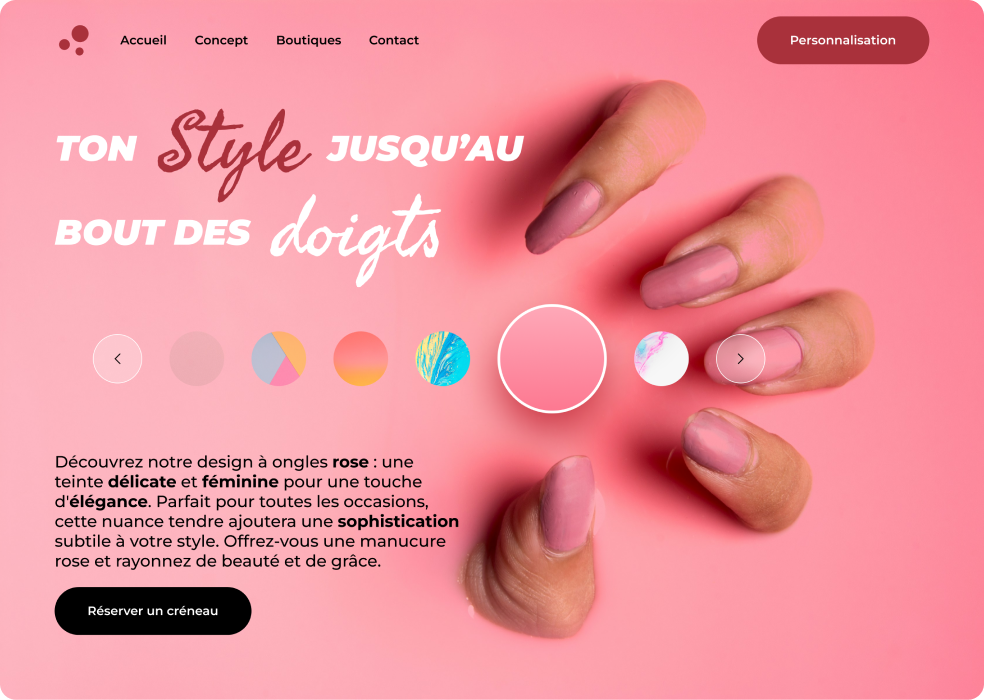 Accueil Concept Boutiques Contact Personnalisation
TON Style JUSQU’AU
BOUT DES doigts
Découvrez notre design à ongles rose : une
teinte délicate et féminine pour une touche
d'élégance. Parfait pour toutes les occasions,
cette nuance tendre ajoutera une sophistication
subtile à votre style. Offrez-vous une manucure
rose et rayonnez de beauté et de grâce.
Réserver un créneau